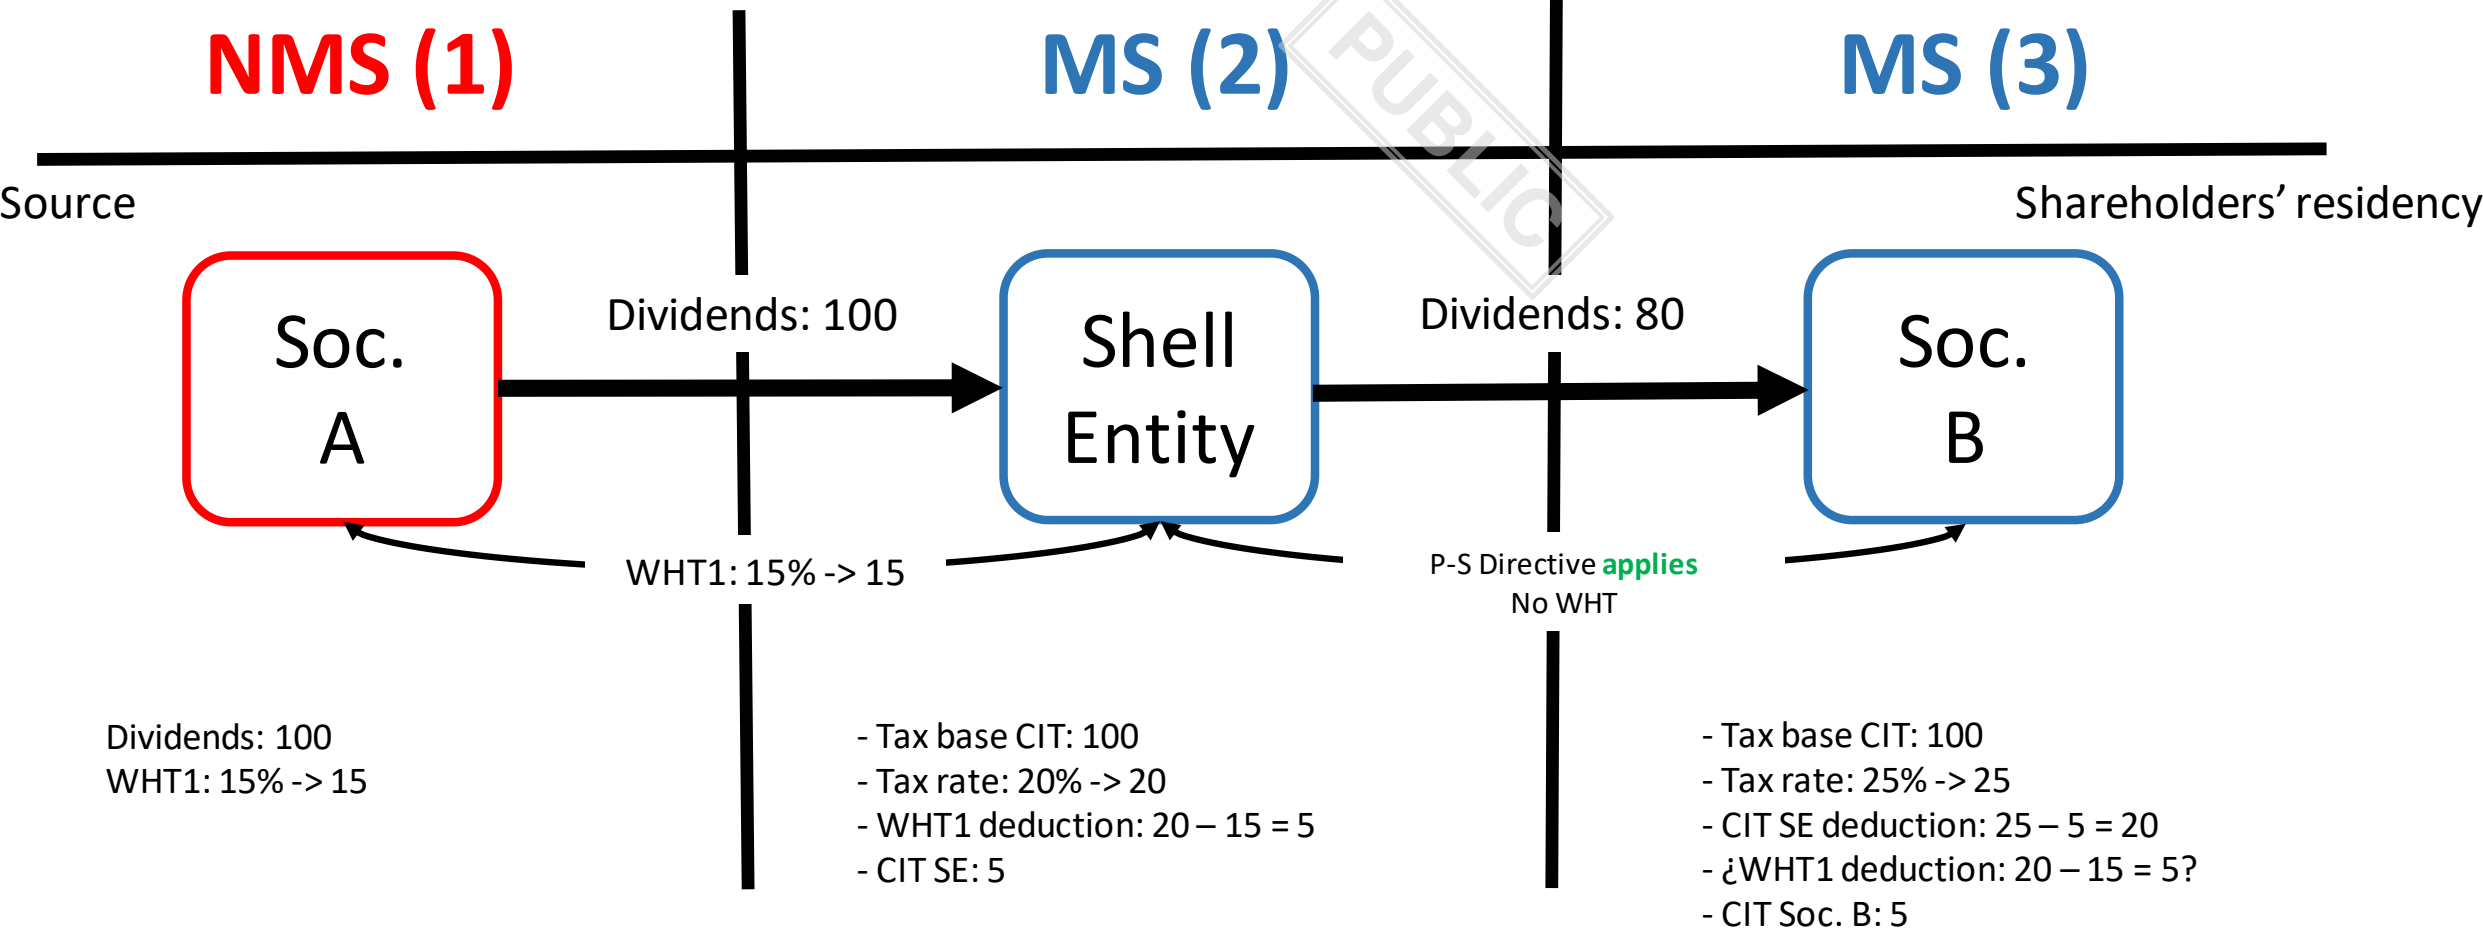 NMS (1)
MS (2)
MS (3)
PUBLIC
Source
Shareholders’ residency
Soc.
A
Dividends: 100
Shell
Entity
Dividends: 80
Soc.
B
WHT1: 15% -> 15
P-S Directive applies
No WHT
Dividends: 100
WHT1: 15% -> 15
- Tax base CIT: 100
- Tax rate: 20% -> 20
- WHT1 deduction: 20 – 15 = 5
- CIT SE: 5
- Tax base CIT: 100
- Tax rate: 25% -> 25
- CIT SE deduction: 25 – 5 = 20
- ¿WHT1 deduction: 20 – 15 = 5?
- CIT Soc. B: 5